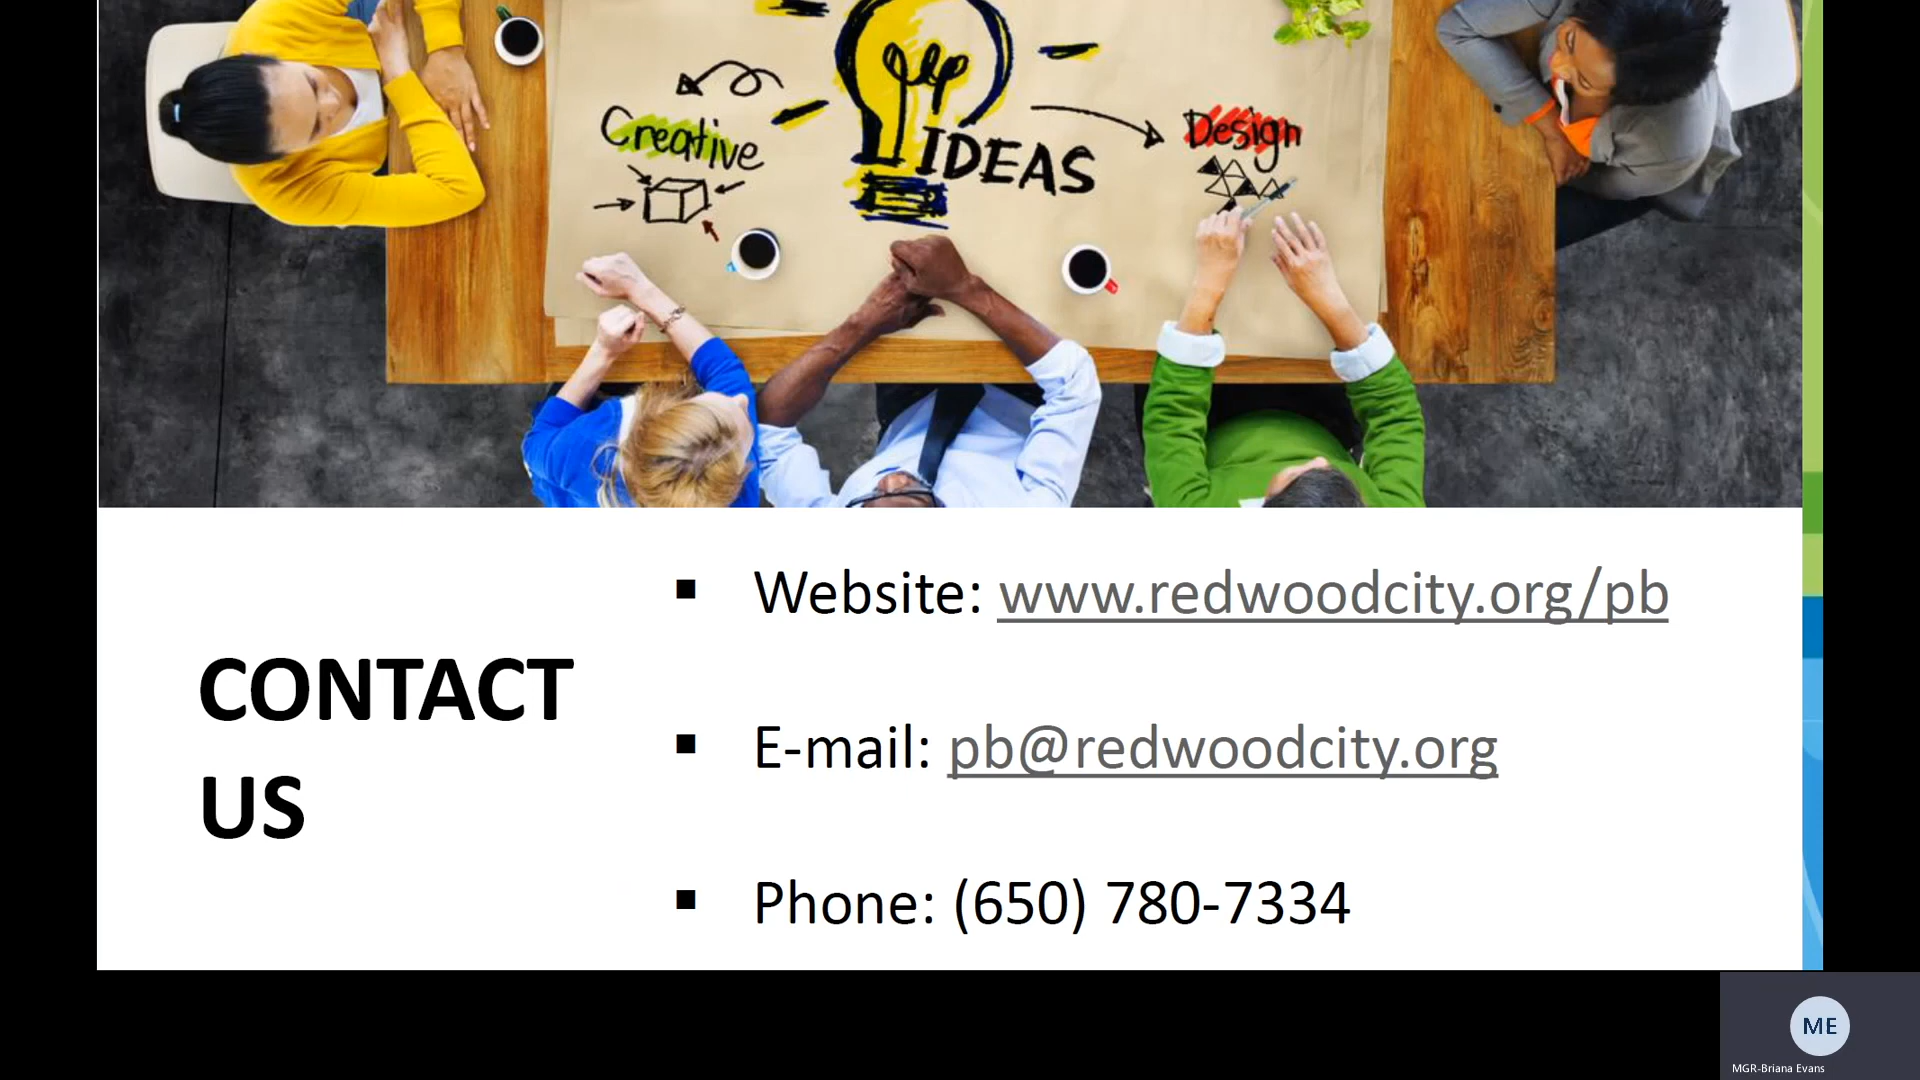 Creative
IDEAS
Design
CONTACT
US
▪ Website: www.redwoodcity.org/pb
▪ E-mail: pb@redwoodcity.org
▪ Phone: (650) 780-7334
ME
MGR-Briana Evans